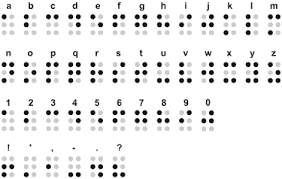 a b c d e f g h i j k l m
n o p q r s t u v w x y z
1 2 3 4 5 6 7 8 9 0
! ' , - . ?